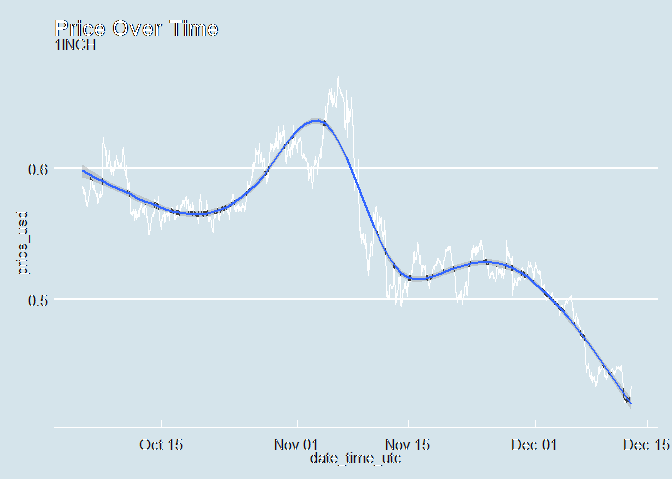 Price Over Time
1INCH
0.6
price_usd
0.5
Oct 15
Nov 01
Nov 15
Dec 01
Dec 15
date_time_utc